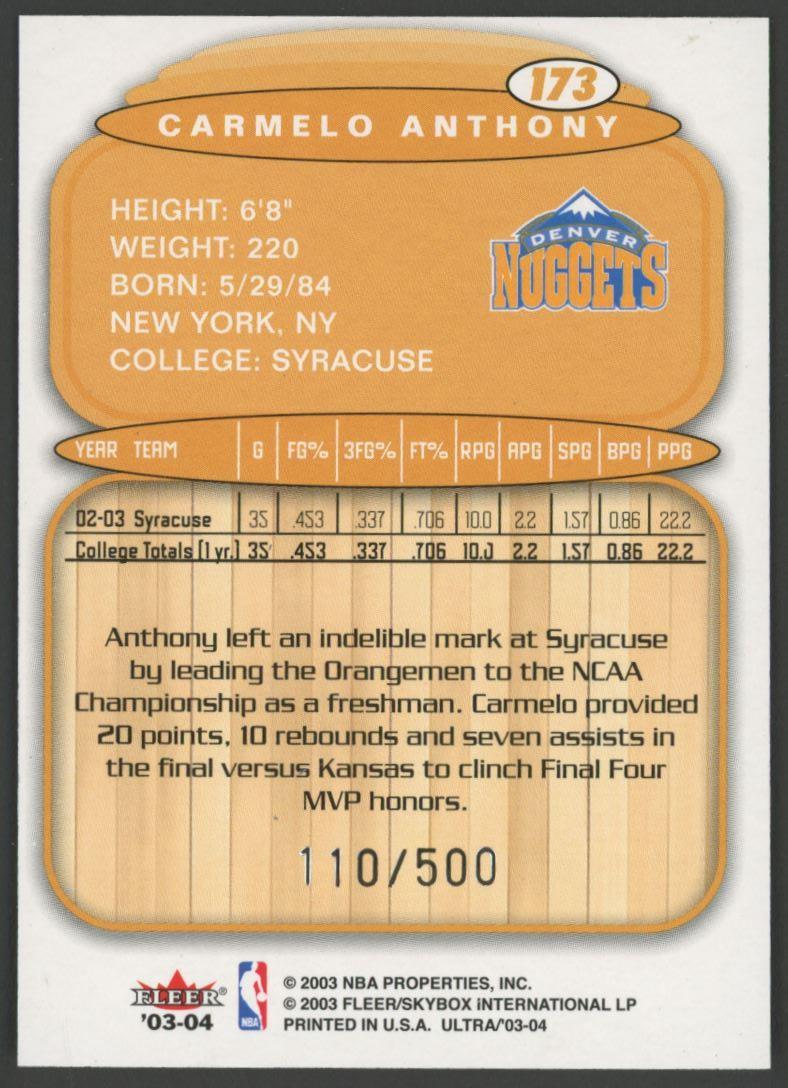 173
CARMELO ANTHONY
HEIGHT: 6'8"
WEIGHT: 220
BORN: 5/29/84
NEW YORK, NY
COLLEGE: SYRACUSE
DENVER
NUGGETS
YEAR TEAM G FG% 3FG% FT% RPG APG SPG BPG PPG
02-03 Syracuse 35 .453 .337 .706 10.0 2.2 1.57 0.86 22.2
College Totals (1 yr.) 35 .453 .337 .706 10.0 2.2 1.57 0.86 22.2
Anthony left an indelible mark at Syracuse
by leading the Orangemen to the NCAA
Championship as a freshman. Carmelo provided
20 points, 10 rebounds and seven assists in
the final versus Kansas to clinch Final Four
MVP honors.
110/500
FLEER®
'03-04
NBA
© 2003 NBA PROPERTIES, INC.
© 2003 FLEER/SKYBOX INTERNATIONAL LP
PRINTED IN U.S.A. ULTRA/'03-04